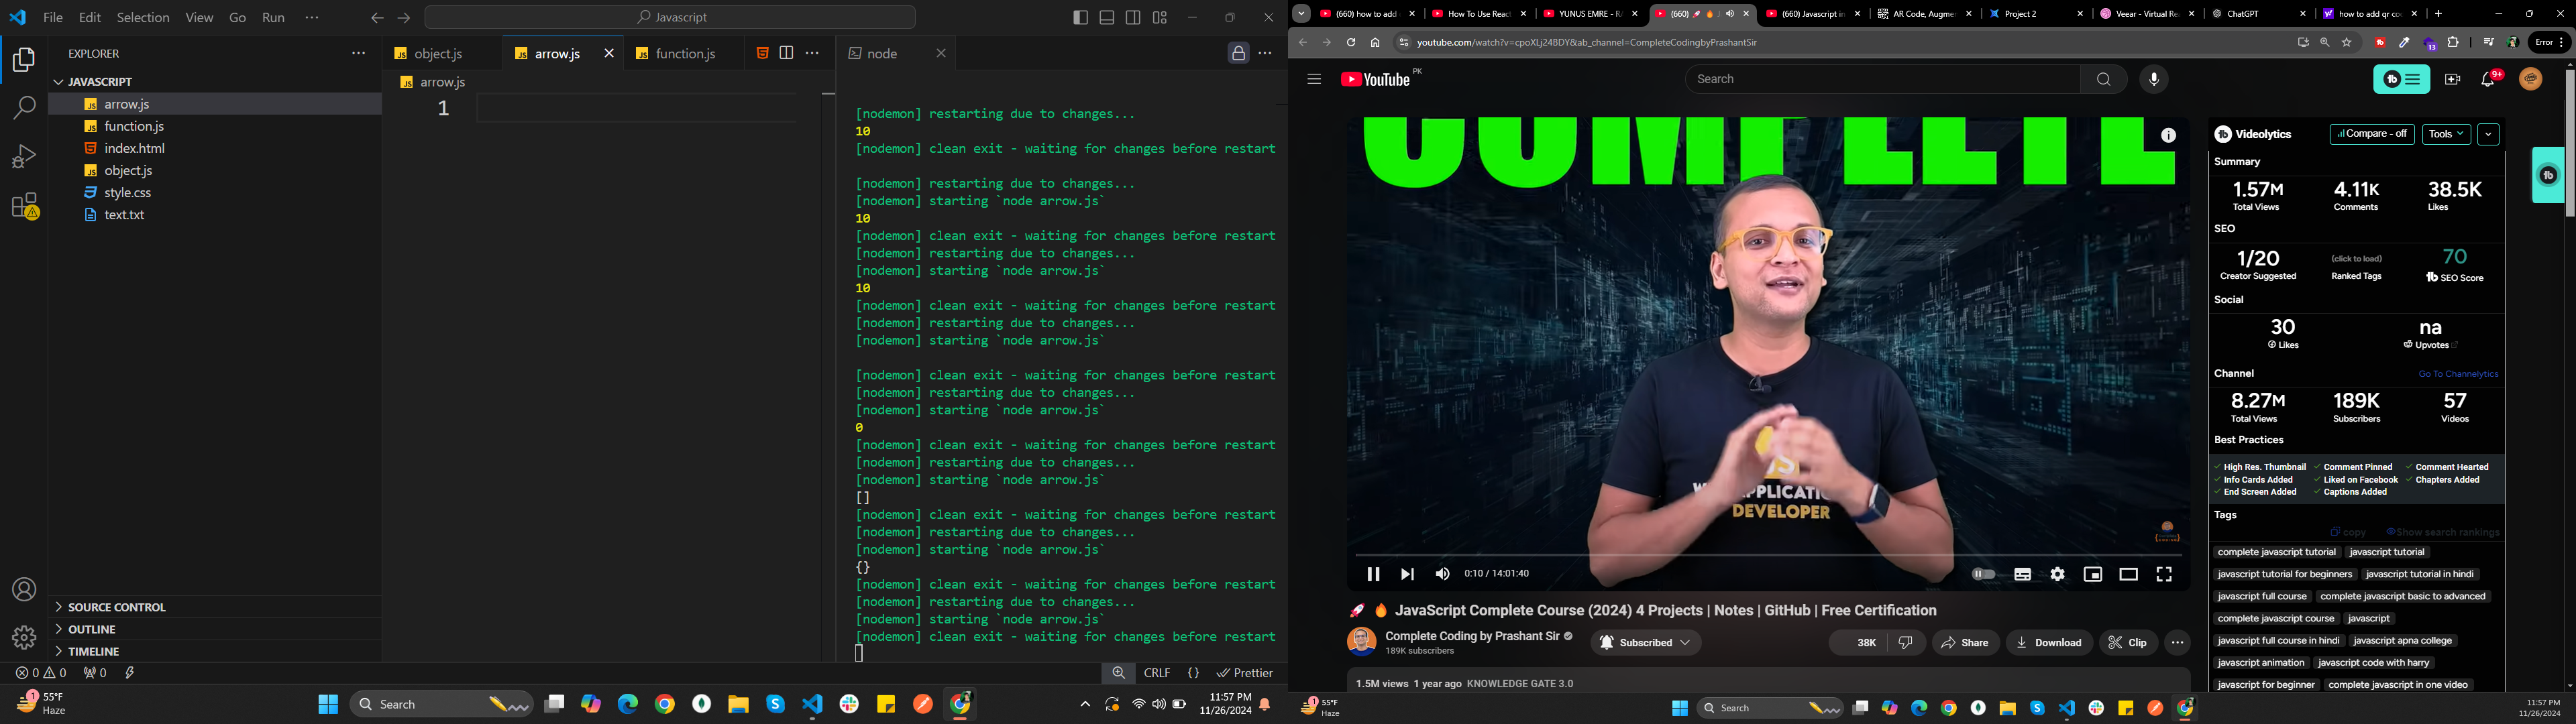 File Edit Selection View Go Run ···
Javascript
EXPLORER
JAVASCRIPT
arrow.js
function.js
index.html
object.js
style.css
text.txt
SOURCE CONTROL
OUTLINE
TIMELINE
object.js
arrow.js
function.js
arrow.js
1
node
[nodemon] restarting due to changes...
10
[nodemon] clean exit - waiting for changes before restart
[nodemon] restarting due to changes...
[nodemon] starting `node arrow.js`
10
[nodemon] clean exit - waiting for changes before restart
[nodemon] restarting due to changes...
[nodemon] starting `node arrow.js`
10
[nodemon] clean exit - waiting for changes before restart
[nodemon] restarting due to changes...
[nodemon] starting `node arrow.js`
[nodemon] clean exit - waiting for changes before restart
[nodemon] restarting due to changes...
[nodemon] starting `node arrow.js`
0
[nodemon] clean exit - waiting for changes before restart
[nodemon] restarting due to changes...
[nodemon] starting `node arrow.js`
[]
[nodemon] clean exit - waiting for changes before restart
[nodemon] restarting due to changes...
[nodemon] starting `node arrow.js`
{}
[nodemon] clean exit - waiting for changes before restart
[nodemon] restarting due to changes...
[nodemon] starting `node arrow.js`
[nodemon] clean exit - waiting for changes before restart
0 0 0
CRLF {} Prettier
1
55°F
Haze
Search
11:57 PM
11/26/2024
(660) how to add
How To Use React
YUNUS EMRE - R
(660)
(660) Javascript in
AR Code, Augmen
Project 2
Veear - Virtual Re
ChatGPT
how to add qr co
youtube.com/watch?v=cpoXLj24BDY&ab_channel=CompleteCodingbyPrashantSir
13
Error
YouTube PK
Search
9+
COMPLETE
W APPLICATION
DEVELOPER
0:10 / 14:01:40
JavaScript Complete Course (2024) 4 Projects | Notes | GitHub | Free Certification
Complete Coding by Prashant Sir
189K subscribers
Subscribed
38K
Share
Download
Clip
1.5M views 1 year ago KNOWLEDGE GATE 3.0
Videolytics
Compare - off
Tools
Summary
1.57M 4.11K 38.5K
Total Views Comments Likes
SEO
1/20 (click to load) 70
Creator Suggested Ranked Tags SEO Score
Social
30 na
Likes Upvotes
Channel Go To Channelytics
8.27M 189K 57
Total Views Subscribers Videos
Best Practices
High Res. Thumbnail Comment Pinned Comment Hearted
Info Cards Added Liked on Facebook Chapters Added
End Screen Added Captions Added
Tags
copy Show search rankings
complete javascript tutorial javascript tutorial
javascript tutorial for beginners javascript tutorial in hindi
javascript full course complete javascript basic to advanced
complete javascript course javascript
javascript full course in hindi javascript apna college
javascript animation javascript code with harry
javascript for beginner complete javascript in one video
1
55°F
Haze
Search
11:57 PM
11/26/2024